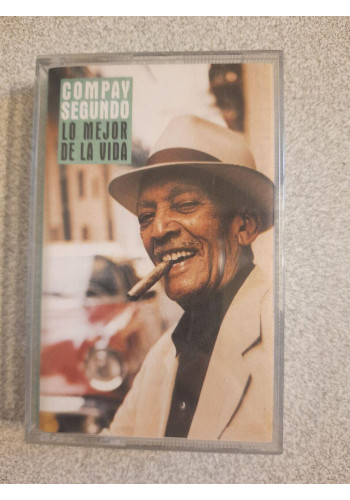 COMPAY
SEGUNDO
LO MEJOR
DE LA VIDA